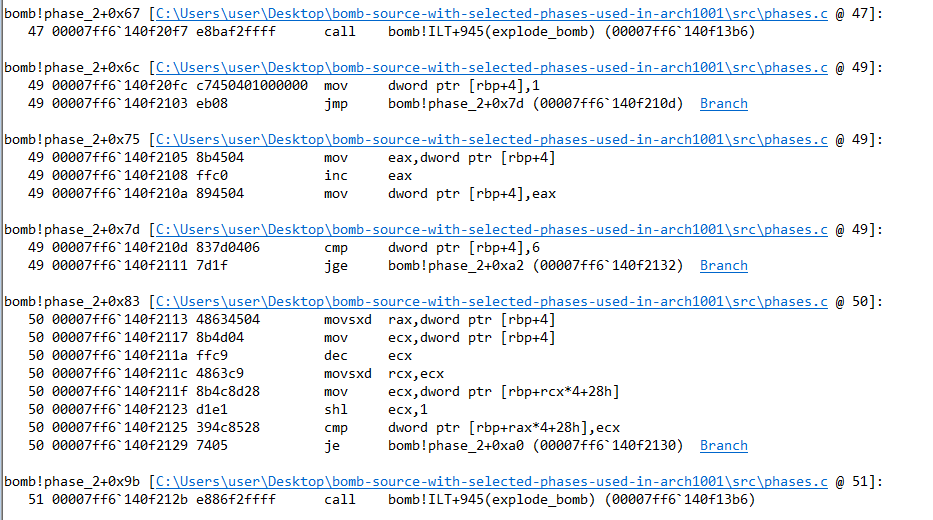 bomb!phase_2+0x67 [C:\Users\user\Desktop\bomb-source-with-selected-phases-used-in-arch1001\src\phases.c @ 47]:
47 00007ff6`140f20f7 e8baf2ffff call bomb!ILT+945(explode_bomb) (00007ff6`140f13b6)
bomb!phase_2+0x6c [C:\Users\user\Desktop\bomb-source-with-selected-phases-used-in-arch1001\src\phases.c @ 49]:
49 00007ff6`140f20fc c7450401000000 mov dword ptr [rbp+4],1
49 00007ff6`140f2103 eb08 jmp bomb!phase_2+0x7d (00007ff6`140f210d) Branch
bomb!phase_2+0x75 [C:\Users\user\Desktop\bomb-source-with-selected-phases-used-in-arch1001\src\phases.c @ 49]:
49 00007ff6`140f2105 8b4504 mov eax,dword ptr [rbp+4]
49 00007ff6`140f2108 ffc0 inc eax
49 00007ff6`140f210a 894504 mov dword ptr [rbp+4],eax
bomb!phase_2+0x7d [C:\Users\user\Desktop\bomb-source-with-selected-phases-used-in-arch1001\src\phases.c @ 49]:
49 00007ff6`140f210d 837d0406 cmp dword ptr [rbp+4],6
49 00007ff6`140f2111 7d1f jge bomb!phase_2+0xa2 (00007ff6`140f2132) Branch
bomb!phase_2+0x83 [C:\Users\user\Desktop\bomb-source-with-selected-phases-used-in-arch1001\src\phases.c @ 50]:
50 00007ff6`140f2113 48634504 movsxd rax,dword ptr [rbp+4]
50 00007ff6`140f2117 8b4d04 mov ecx,dword ptr [rbp+4]
50 00007ff6`140f211a ffc9 dec ecx
50 00007ff6`140f211c 4863c9 movsxd rcx,ecx
50 00007ff6`140f211f 8b4c8d28 mov ecx,dword ptr [rbp+rcx*4+28h]
50 00007ff6`140f2123 d1e1 shl ecx,1
50 00007ff6`140f2125 394c8528 cmp dword ptr [rbp+rax*4+28h],ecx
50 00007ff6`140f2129 7405 je bomb!phase_2+0xa0 (00007ff6`140f2130) Branch
bomb!phase_2+0x9b [C:\Users\user\Desktop\bomb-source-with-selected-phases-used-in-arch1001\src\phases.c @ 51]:
51 00007ff6`140f212b e886f2ffff call bomb!ILT+945(explode_bomb) (00007ff6`140f13b6)